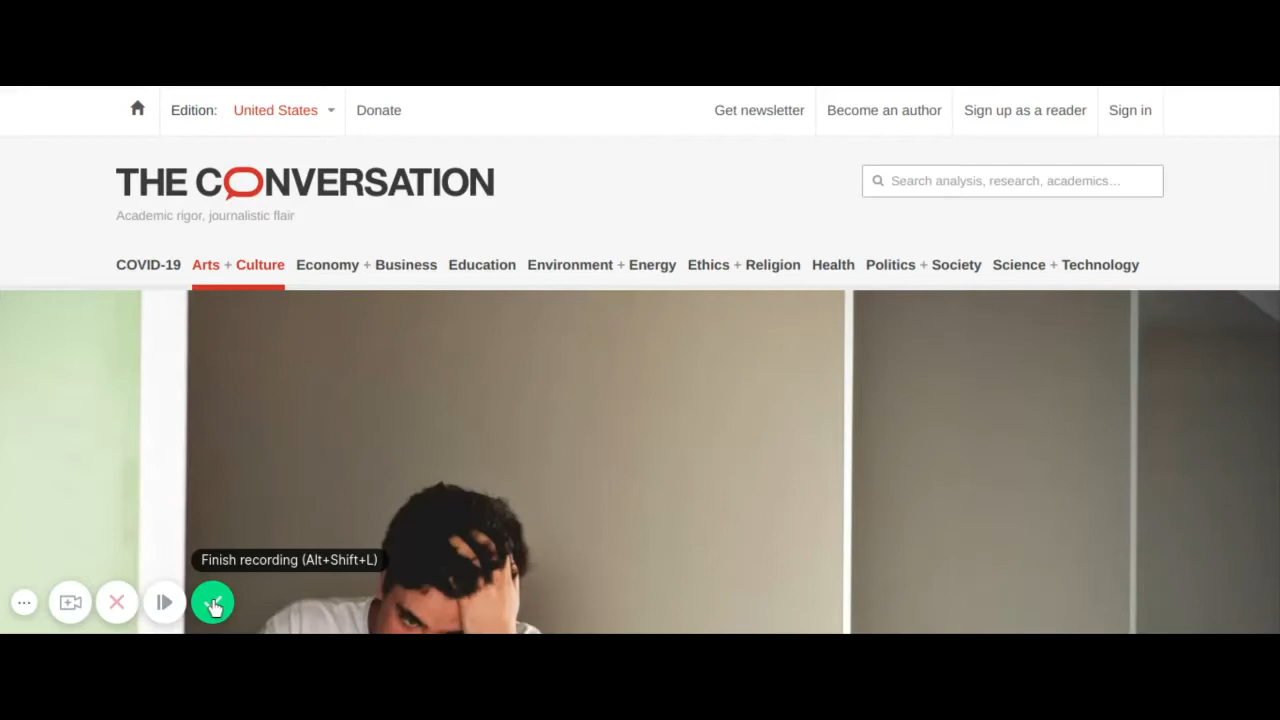 Edition: United States Donate Get newsletter Become an author Sign up as a reader Sign in
THE CONVERSATION
Search analysis, research, academics…
Academic rigor, journalistic flair
COVID-19 Arts + Culture Economy + Business Education Environment + Energy Ethics + Religion Health Politics + Society Science + Technology
Finish recording (Alt+Shift+L)